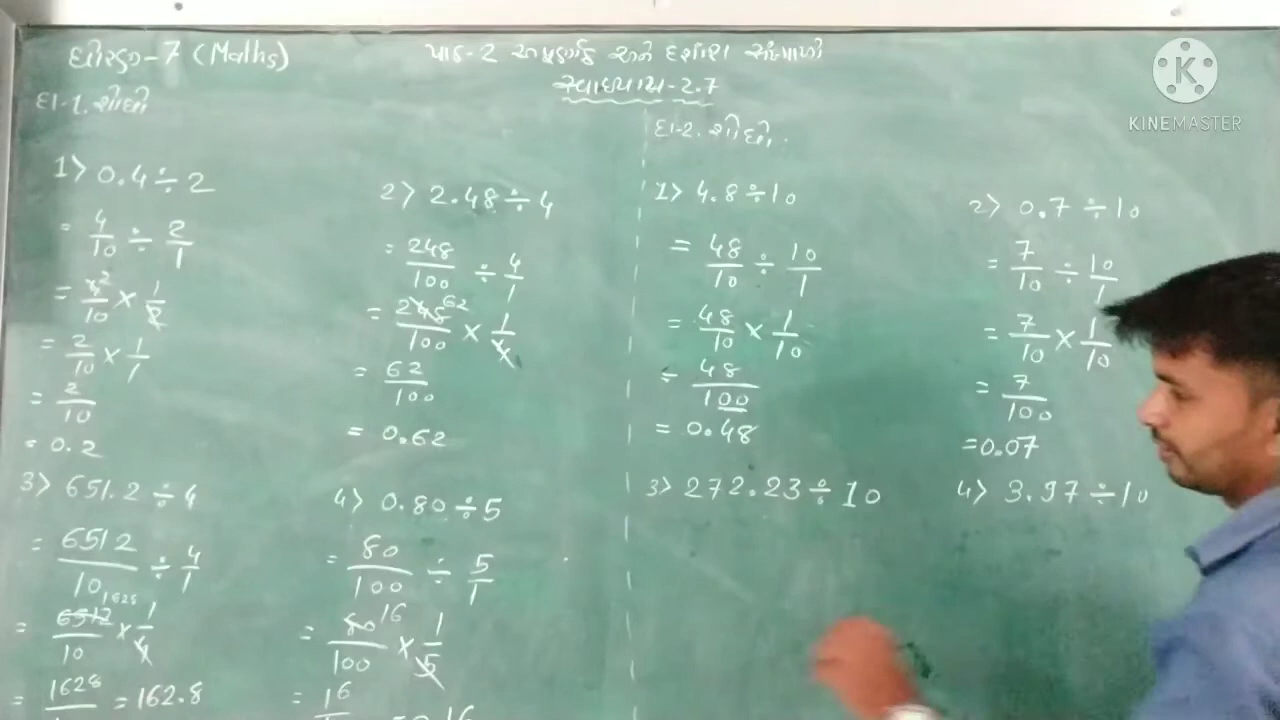 ધોરણ-7 (Maths)
પાઠ-2 અપૂર્ણાંક અને દશાંશ સંખ્યાઓ
સ્વાધ્યાય-2.7
દા-1. શોધો
1> 0.4÷2
= 4/10 ÷ 2/1
= 4/10 2 × 1/2
= 2/10 × 1/1
= 2/10
= 0.2
2> 2.48÷4
= 248/100 ÷ 4/1
= 248/100 62 × 1/4
= 62/100
= 0.62
3> 651.2÷4
= 6512/10 ÷ 4/1
= 6512/10 1628 × 1/4
= 1628/ = 162.8
4> 0.80÷5
= 80/100 ÷ 5/1
= 80/100 16 × 1/5
= 16/
દા-2. શોધો.
1> 4.8÷10
= 48/10 ÷ 10/1
= 48/10 × 1/10
= 48/100
= 0.48
2> 0.7÷10
= 7/10 ÷ 10/1
= 7/10 × 1/10
= 7/100
=0.07
3> 272.23÷10
4> 3.97÷10
KINEMASTER